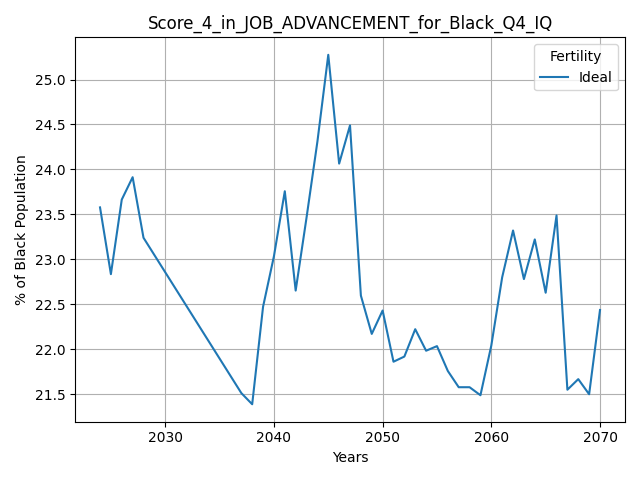 Score_4_in_JOB_ADVANCEMENT_for_Black_Q4_IQ
Fertility
Ideal
% of Black Population
25.0
24.5
24.0
23.5
23.0
22.5
22.0
21.5
2030 2040 2050 2060 2070
Years